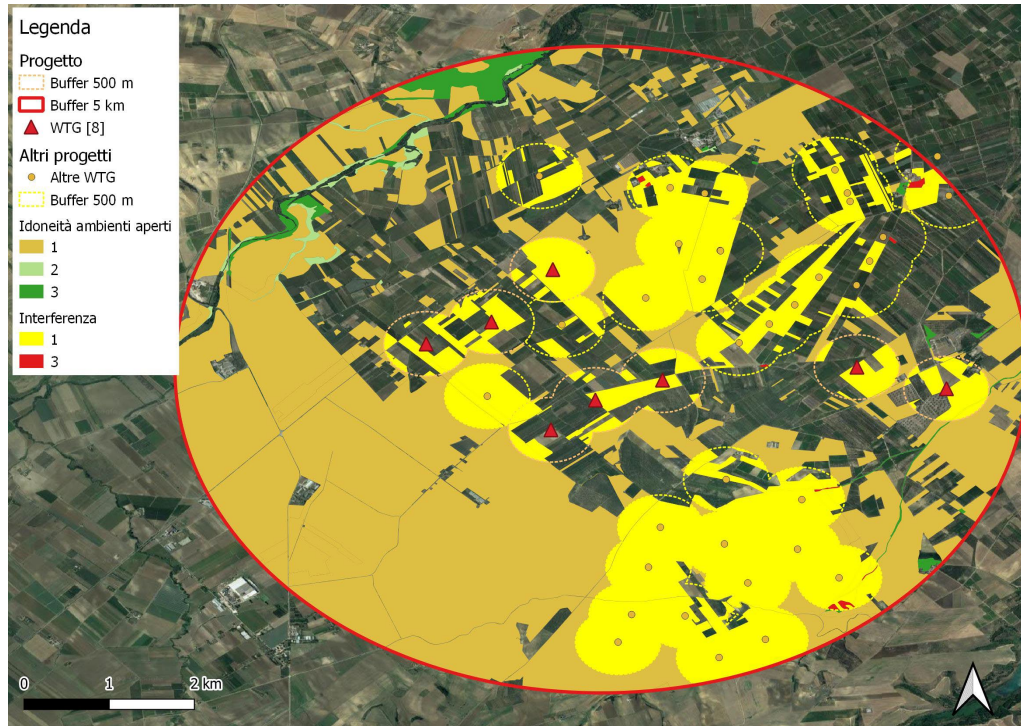 Legenda
Progetto
Buffer 500 m
Buffer 5 km
WTG [8]
Altri progetti
Altre WTG
Buffer 500 m
Idoneità ambienti aperti
1
2
3
Interferenza
1
3
0 1 2 km